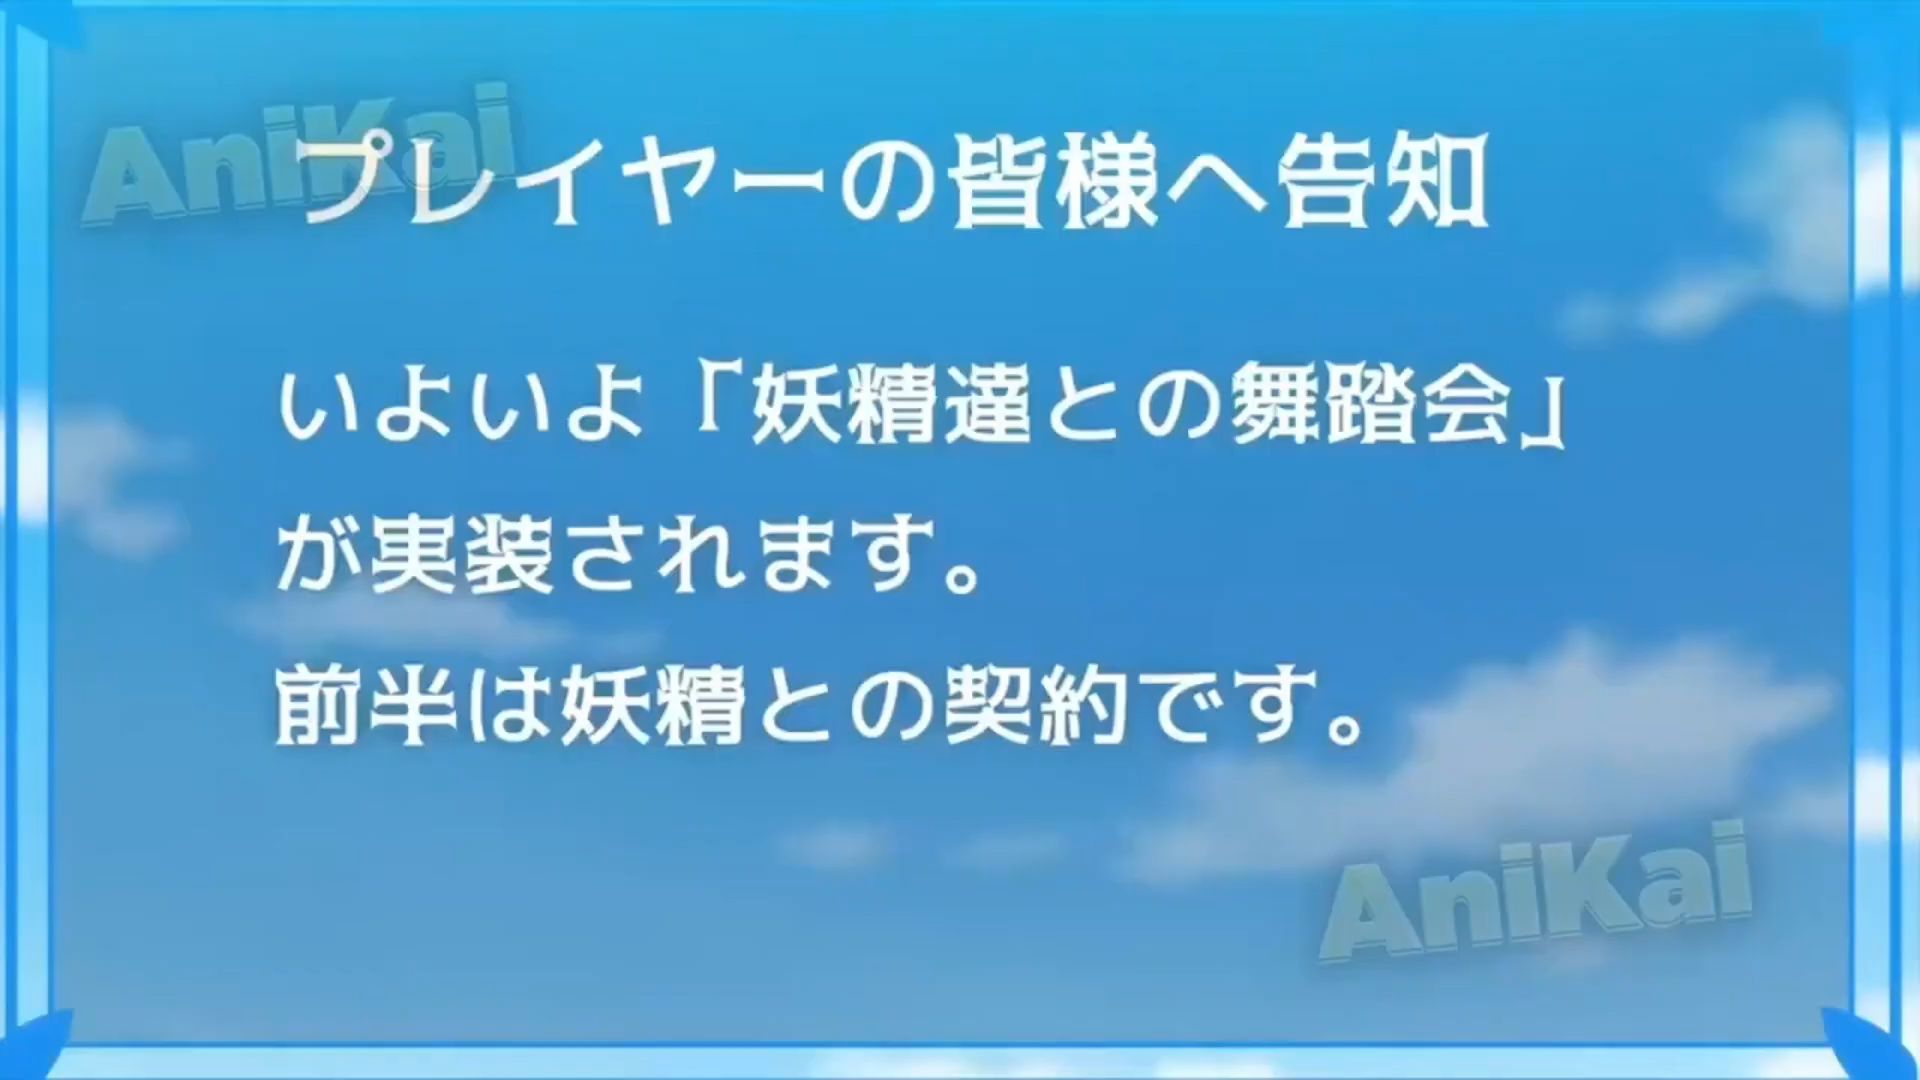 AniKai
プレイヤーの皆様へ告知
いよいよ「妖精達との舞踏会」
が実装されます。
前半は妖精との契約です。
AniKai